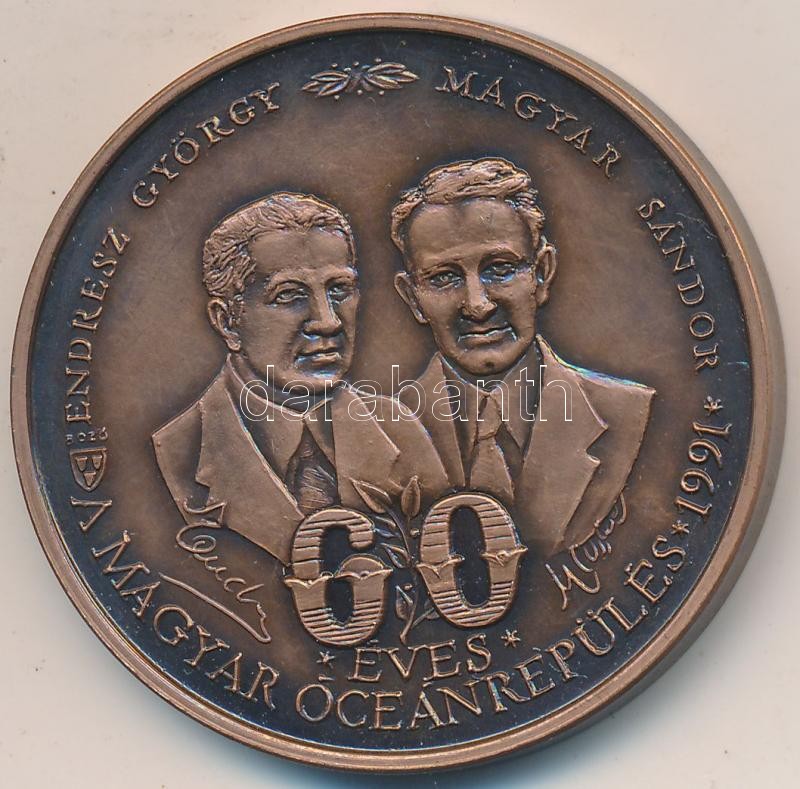 ENDRESZ GYÖRGY MAGYAR SÁNDOR
60
* ÉVES *
A MAGYAR ÓCEÁNREPÜLÉS * 1991 *
BOZÓ
darabanth